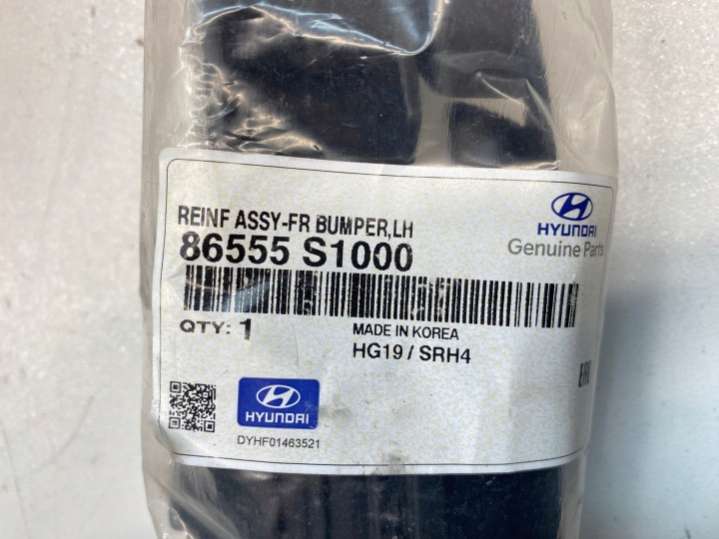 REINF ASSY-FR BUMPER,LH
86555 S1000
HYUNDAI
Genuine Parts
QTY: 1
MADE IN KOREA
HG19 / SRH4
HYUNDAI
DYHF01463521